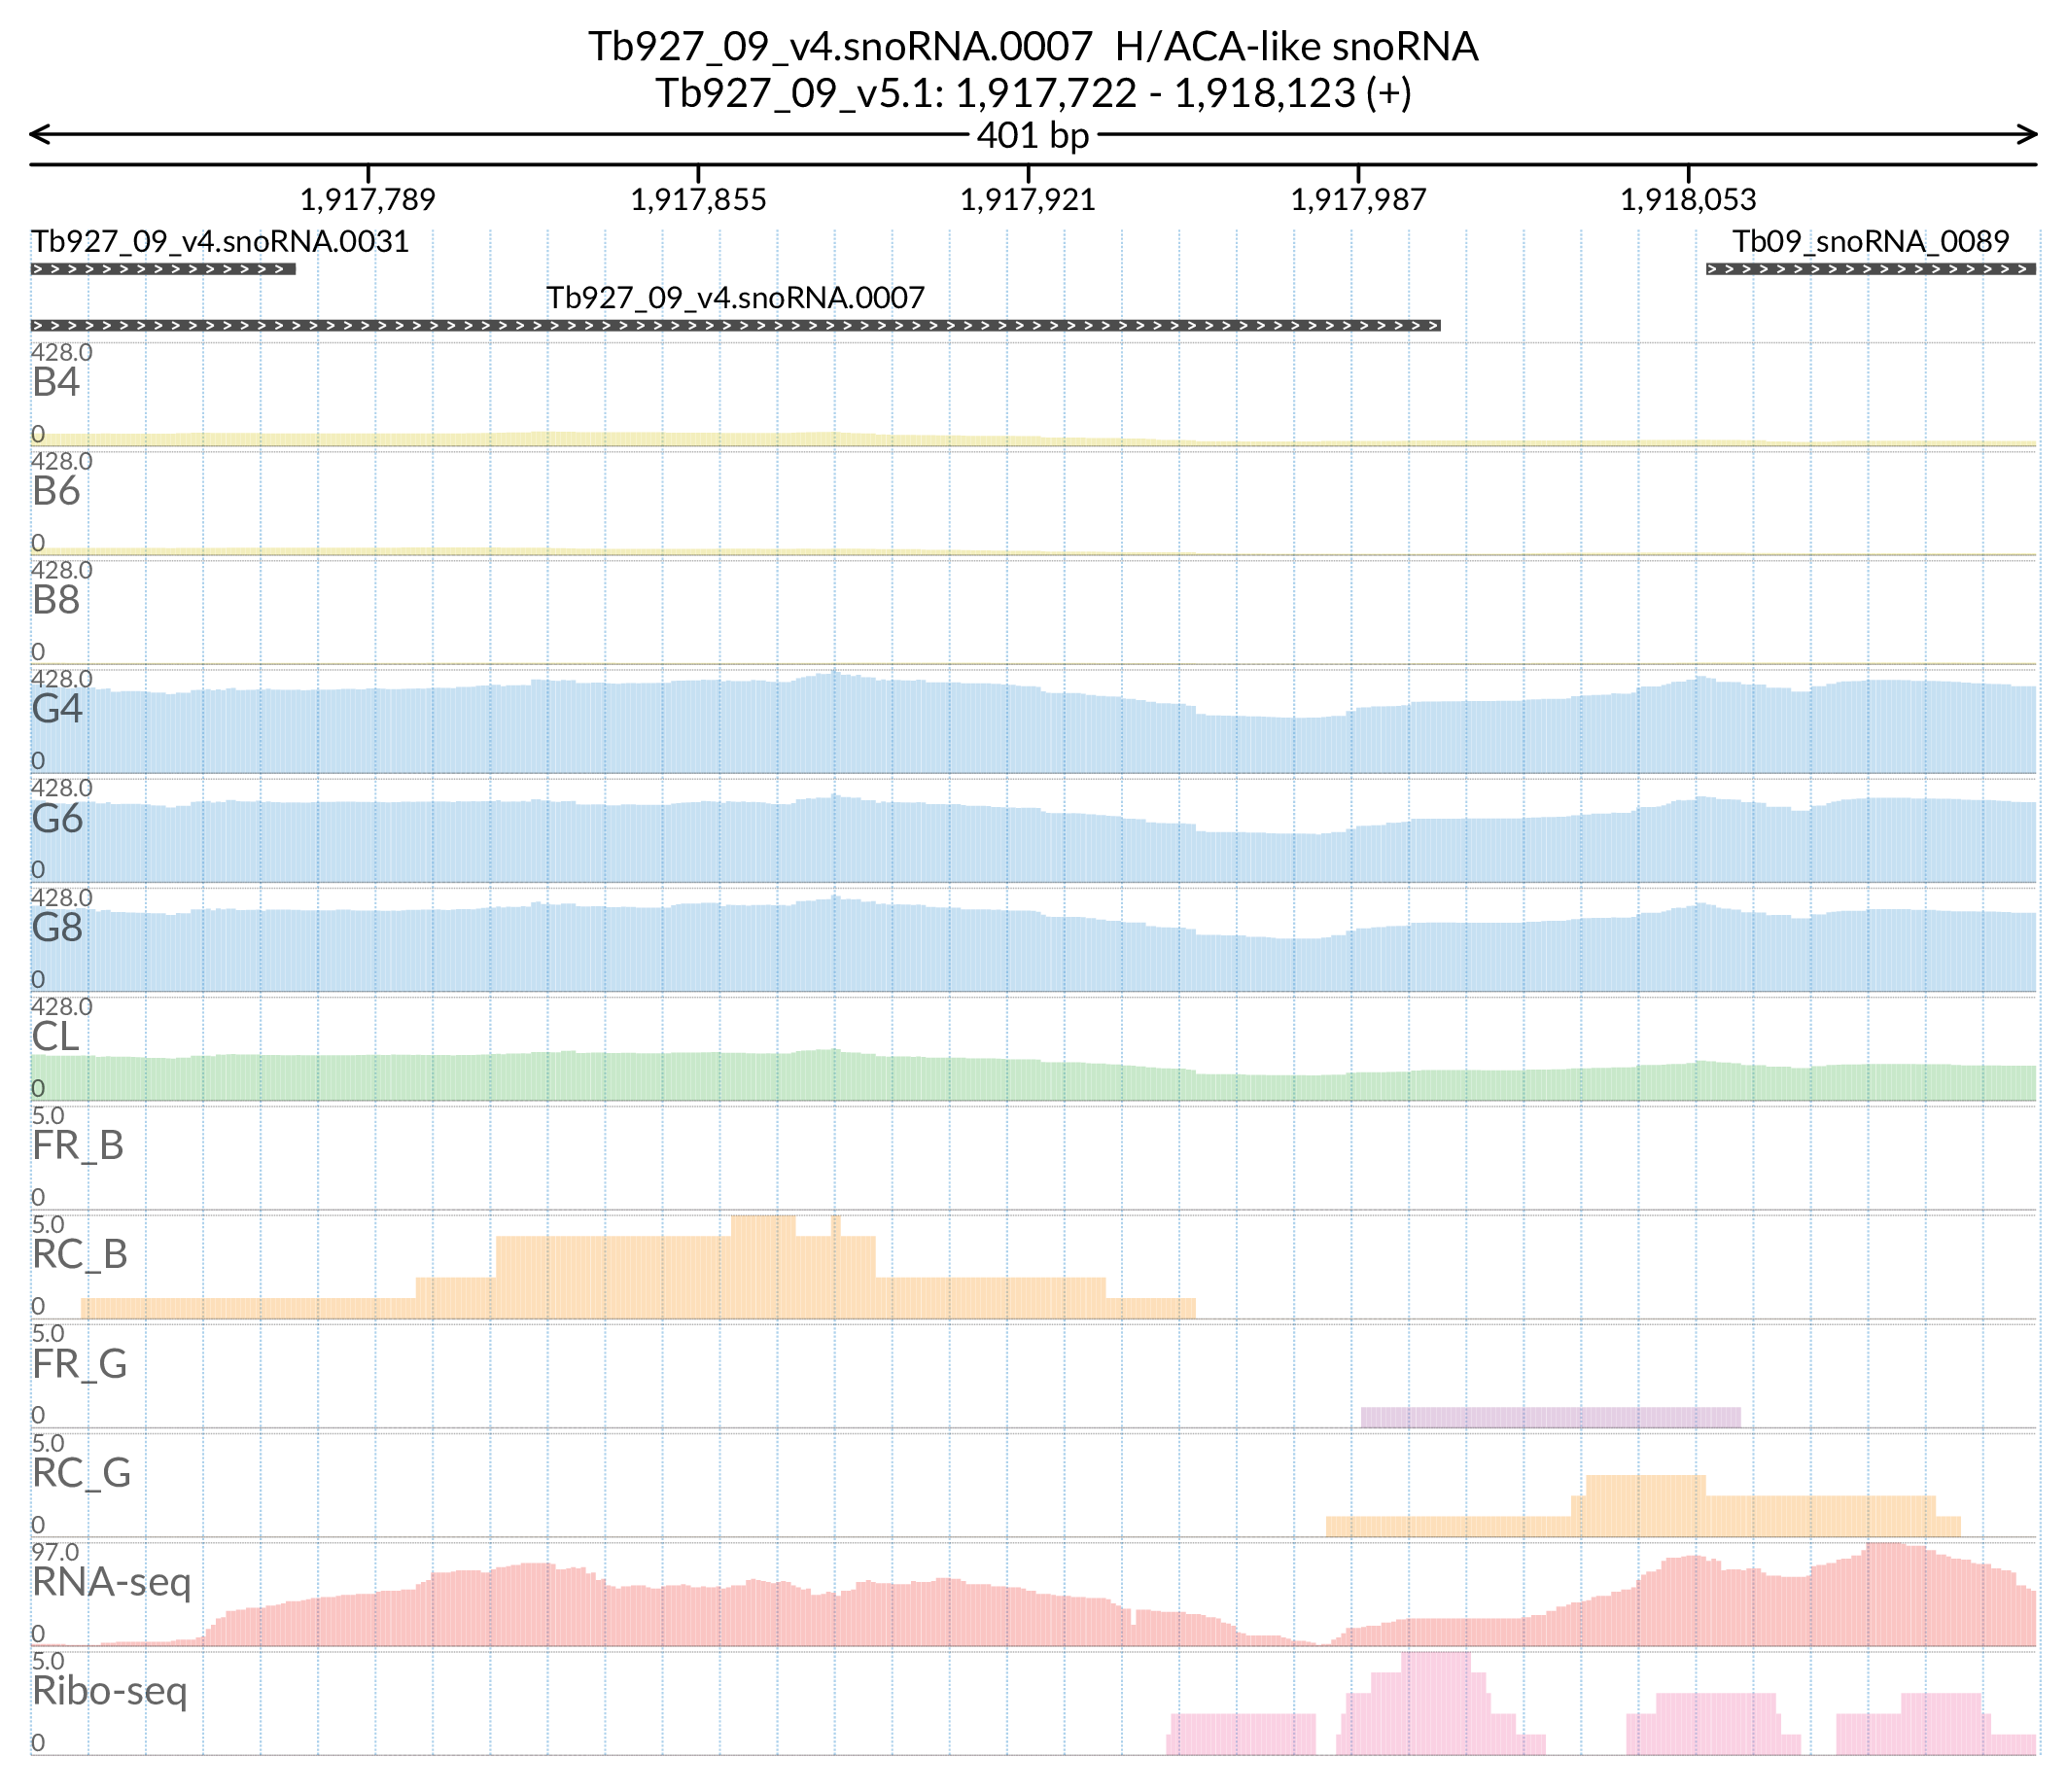 Tb927_09_v4.snoRNA.0007 H/ACA-like snoRNA
Tb927_09_v5.1: 1,917,722 - 1,918,123 (+)
401 bp
1,917,789 1,917,855 1,917,921 1,917,987 1,918,053
Tb927_09_v4.snoRNA.0031 Tb09_snoRNA_0089
Tb927_09_v4.snoRNA.0007
428.0
B4
0
428.0
B6
0
428.0
B8
0
428.0
G4
0
428.0
G6
0
428.0
G8
0
428.0
CL
0
5.0
FR_B
0
5.0
RC_B
0
5.0
FR_G
0
5.0
RC_G
0
97.0
RNA-seq
0
5.0
Ribo-seq
0